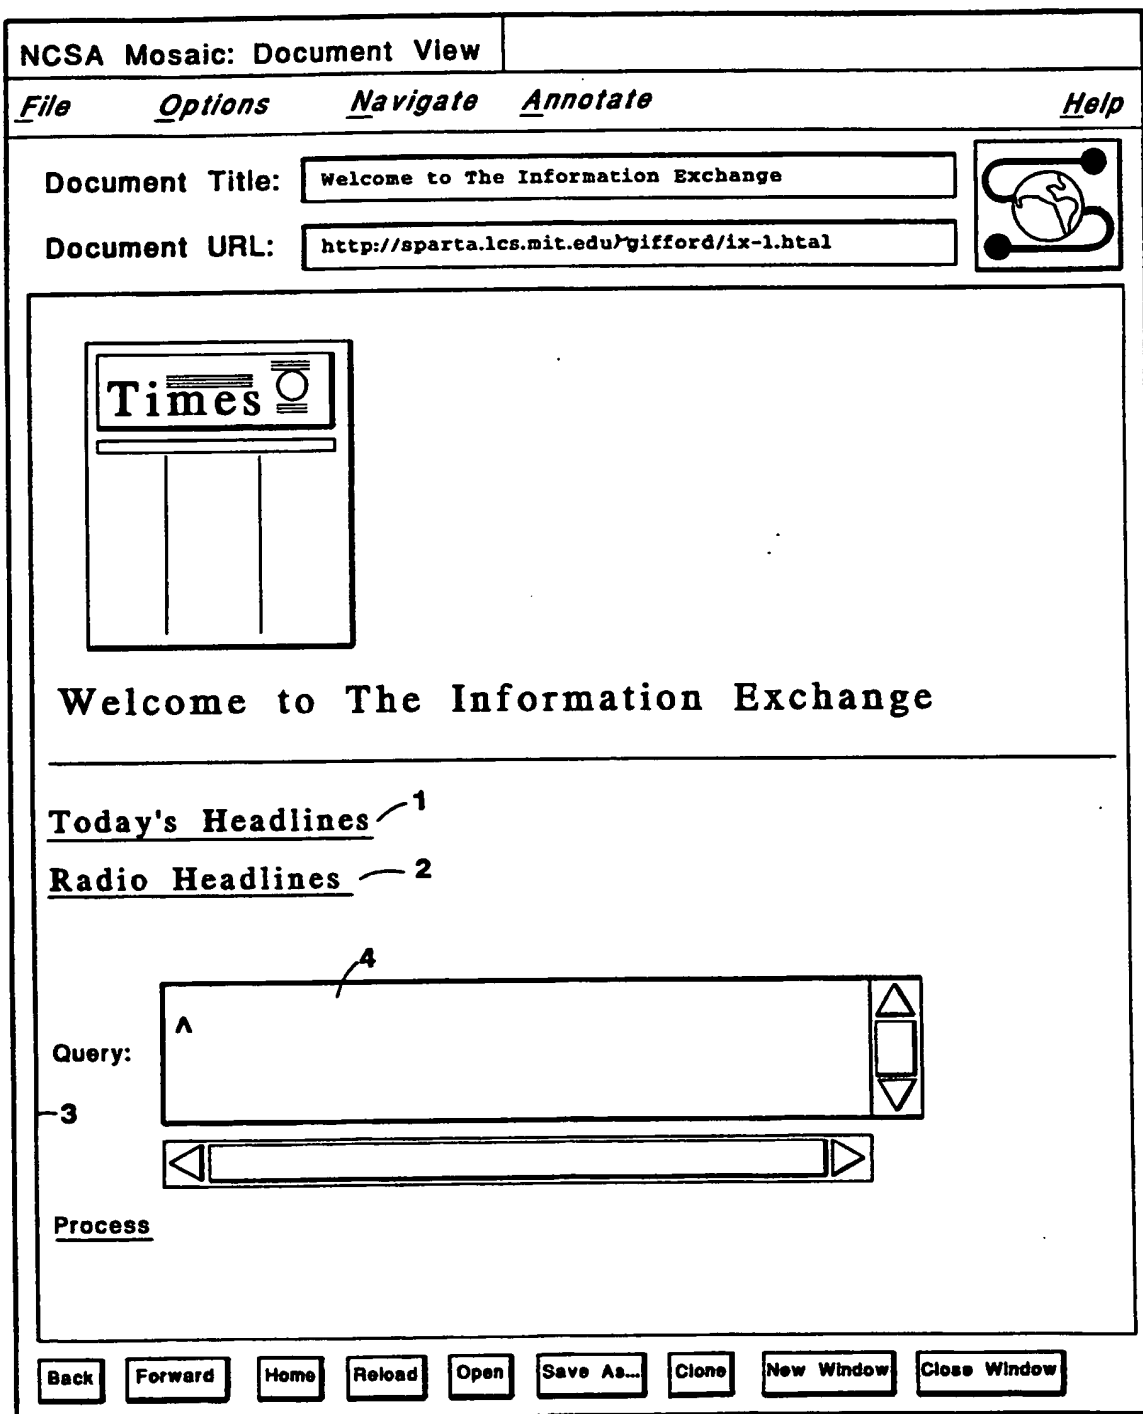 NCSA Mosaic: Document View
File Options Navigate Annotate Help
Document Title: Welcome to The Information Exchange
Document URL: http://sparta.lcs.mit.edu/~gifford/ix-1.htal
Times
Welcome to The Information Exchange
Today's Headlines 1
Radio Headlines 2
4
^
Query:
3
Process
Back Forward Home Reload Open Save As... Clone New Window Close Window